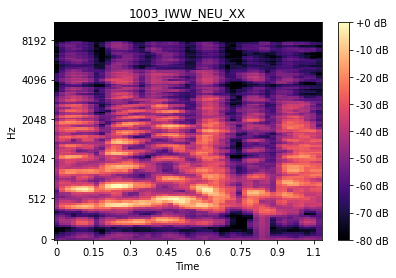 1003_IWW_NEU_XX
+0 dB
8192
-10 dB
4096
-20 dB
-30 dB
2048
Hz
-40 dB
1024
-50 dB
512
-60 dB
-70 dB
0
-80 dB
0 0.15 0.3 0.45 0.6 0.75 0.9 1.1
Time